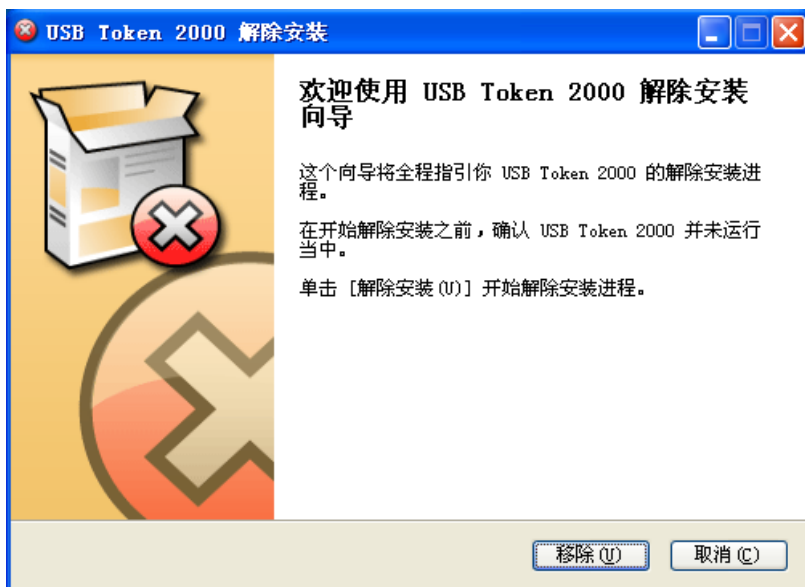 USB Token 2000 解除安装
欢迎使用 USB Token 2000 解除安装
向导
这个向导将全程指引你 USB Token 2000 的解除安装进
程。
在开始解除安装之前，确认 USB Token 2000 并未运行
当中。
单击 [解除安装(U)] 开始解除安装进程。
移除(U) 取消(C)